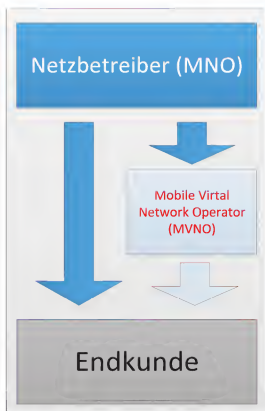 Netzbetreiber (MNO)
Mobile Virtal
Network Operator
(MVNO)
Endkunde